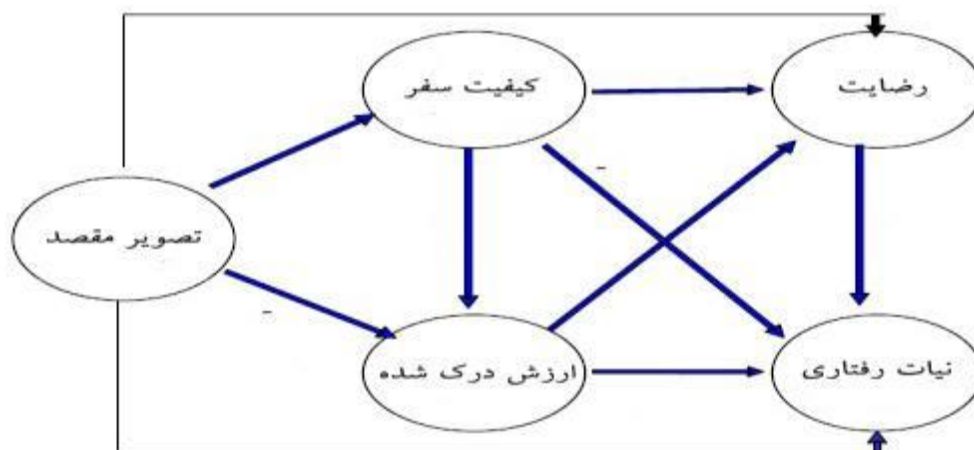 کیفیت سفر
رضایت
تصویر مقصد
-
-
ارزش درک شده
نیات رفتاری